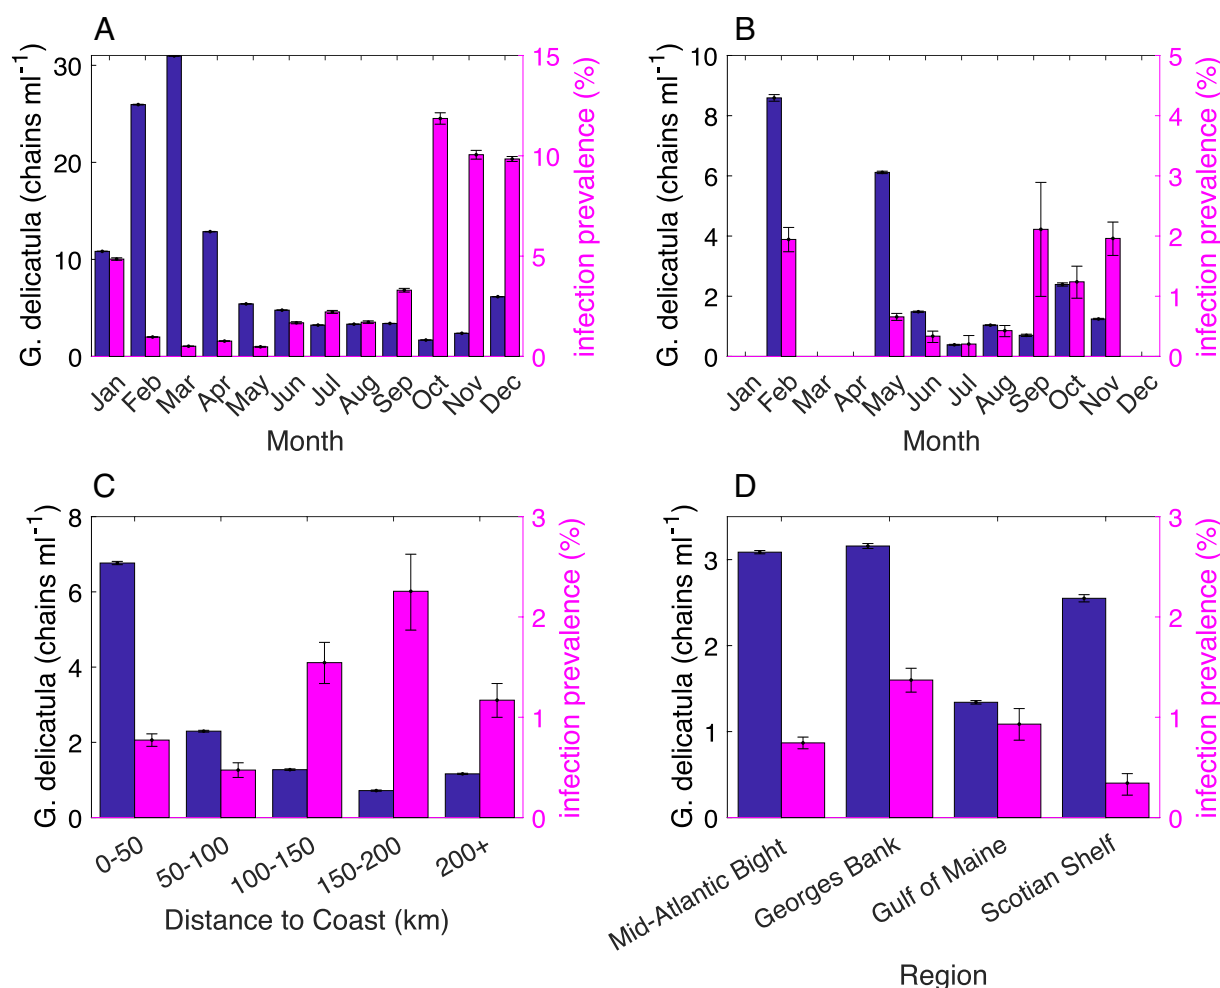 A
G. delicatula (chains ml-1)
30
20
10
0
15
10
5
0
infection prevalence (%)
Jan Feb Mar Apr May Jun Jul Aug Sep Oct Nov Dec
Month
B
G. delicatula (chains ml-1)
10
8
6
4
2
0
5
4
3
2
1
0
infection prevalence (%)
Jan Feb Mar Apr May Jun Jul Aug Sep Oct Nov Dec
Month
C
G. delicatula (chains ml-1)
8
6
4
2
0
3
2
1
0
infection prevalence (%)
0-50 50-100 100-150 150-200 200+
Distance to Coast (km)
D
G. delicatula (chains ml-1)
3
2
1
0
3
2
1
0
infection prevalence (%)
Mid-Atlantic Bight Georges Bank Gulf of Maine Scotian Shelf
Region